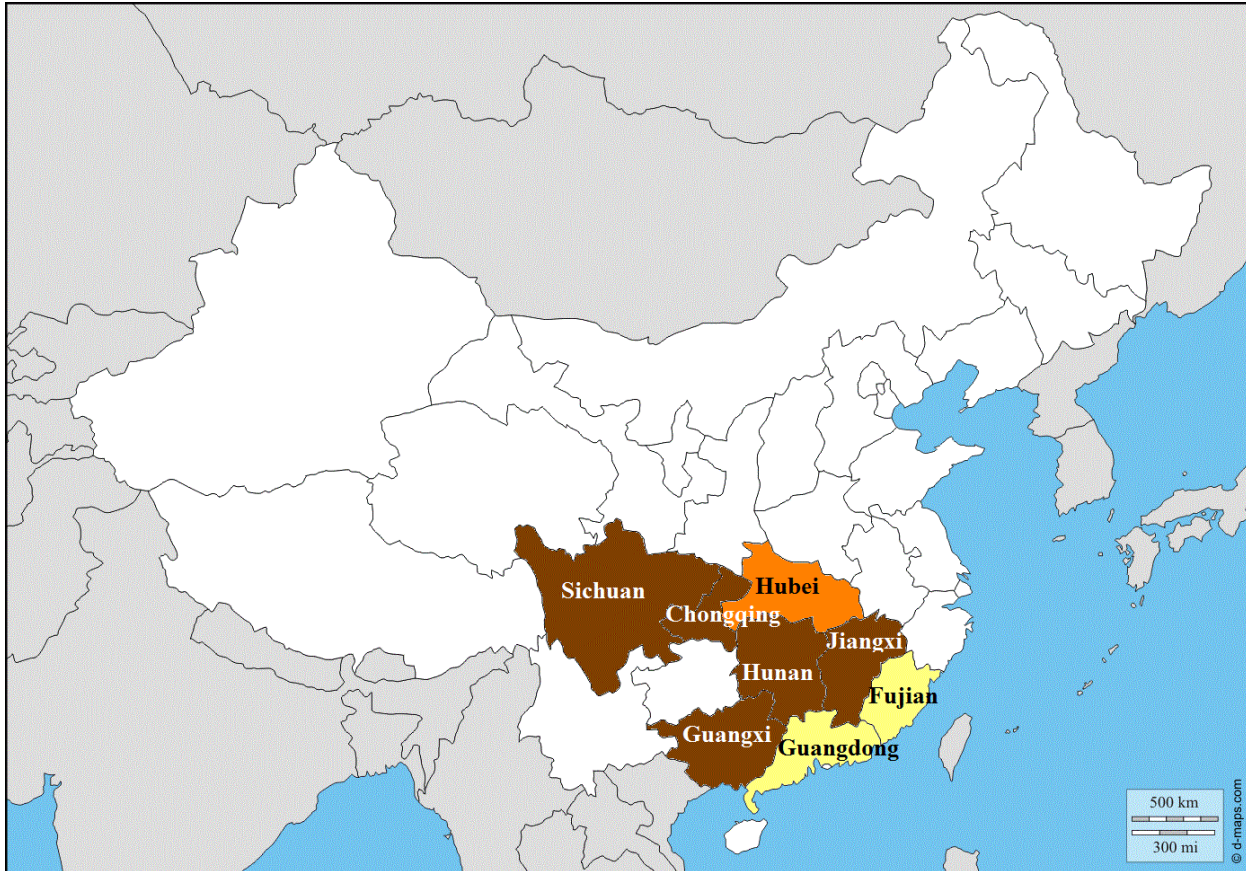 Sichuan
Hubei
Chongqing
Jiangxi
Hunan
Fujian
Guangxi
Guangdong
500 km
300 mi
© d-maps.com